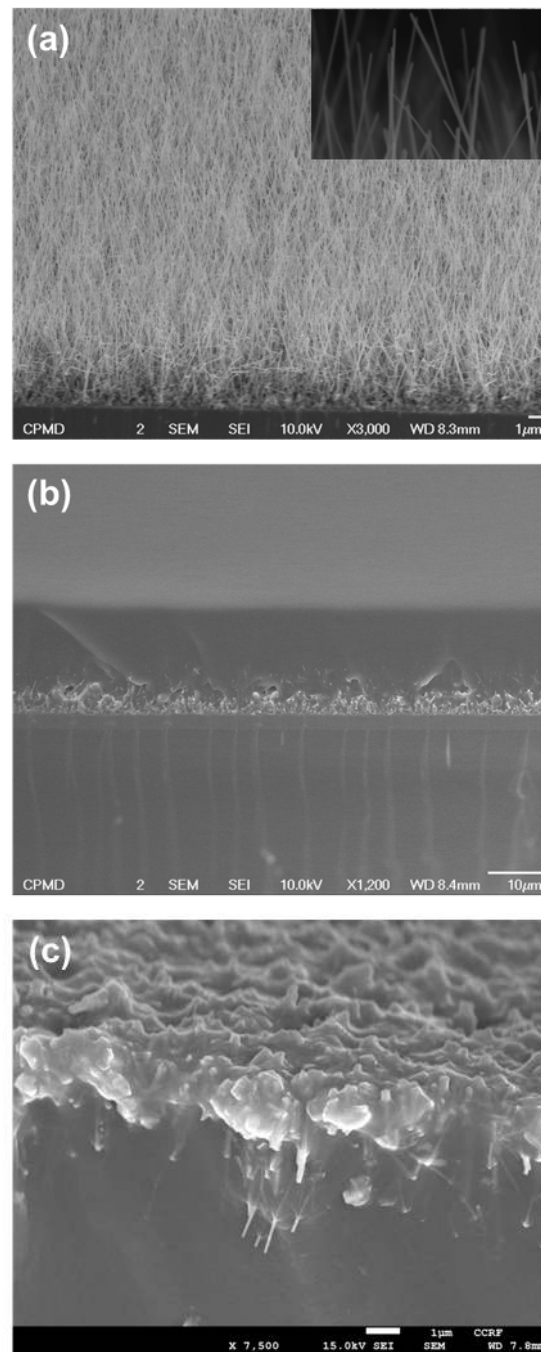 (a)
CPMD 2 SEM SEI 10.0kV X3,000 WD 8.3mm 1μm
(b)
CPMD 2 SEM SEI 10.0kV X1,200 WD 8.4mm 10μm
(c)
1μm CCRF
X 7,500 15.0kV SEI SEM WD 7.8mm